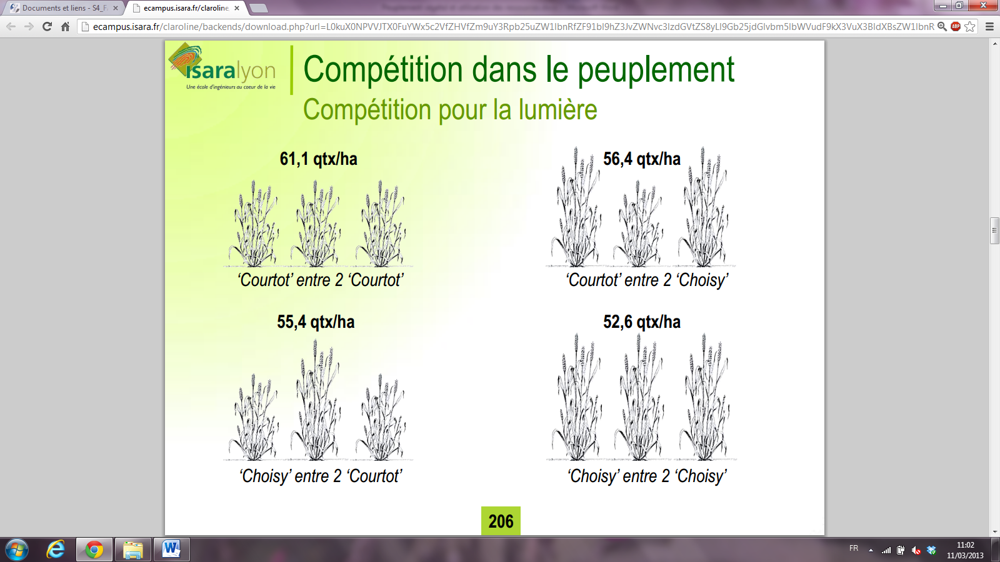 Documents et liens - S4_F
ecampus.isara.fr/claroline
ecampus.isara.fr/claroline/backends/download.php?url=
ABP
isaralyon
Une école d'ingénieurs au coeur de la vie
Compétition dans le peuplement
Compétition pour la lumière
61,1 qtx/ha
56,4 qtx/ha
‘Courtot’ entre 2 ‘Courtot’
‘Courtot’ entre 2 ‘Choisy’
55,4 qtx/ha
52,6 qtx/ha
‘Choisy’ entre 2 ‘Courtot’
‘Choisy’ entre 2 ‘Choisy’
206
FR
11:02
11/03/2013